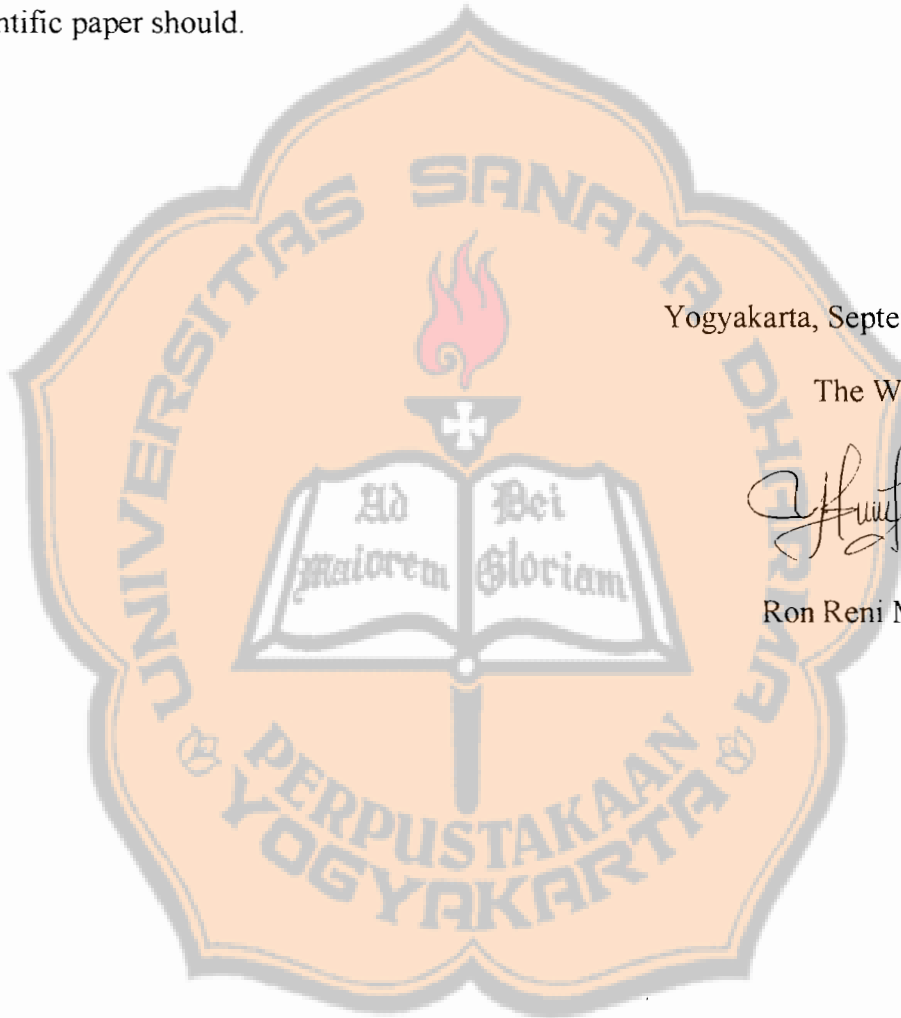 ntific paper should.
UNIVERSITAS SANATA DHARMA
Yogyakarta, Septe
The W
Ad Dei
maiorem Gloriam
Ron Reni
PERPUSTAKAAN
YOGYAKARTA